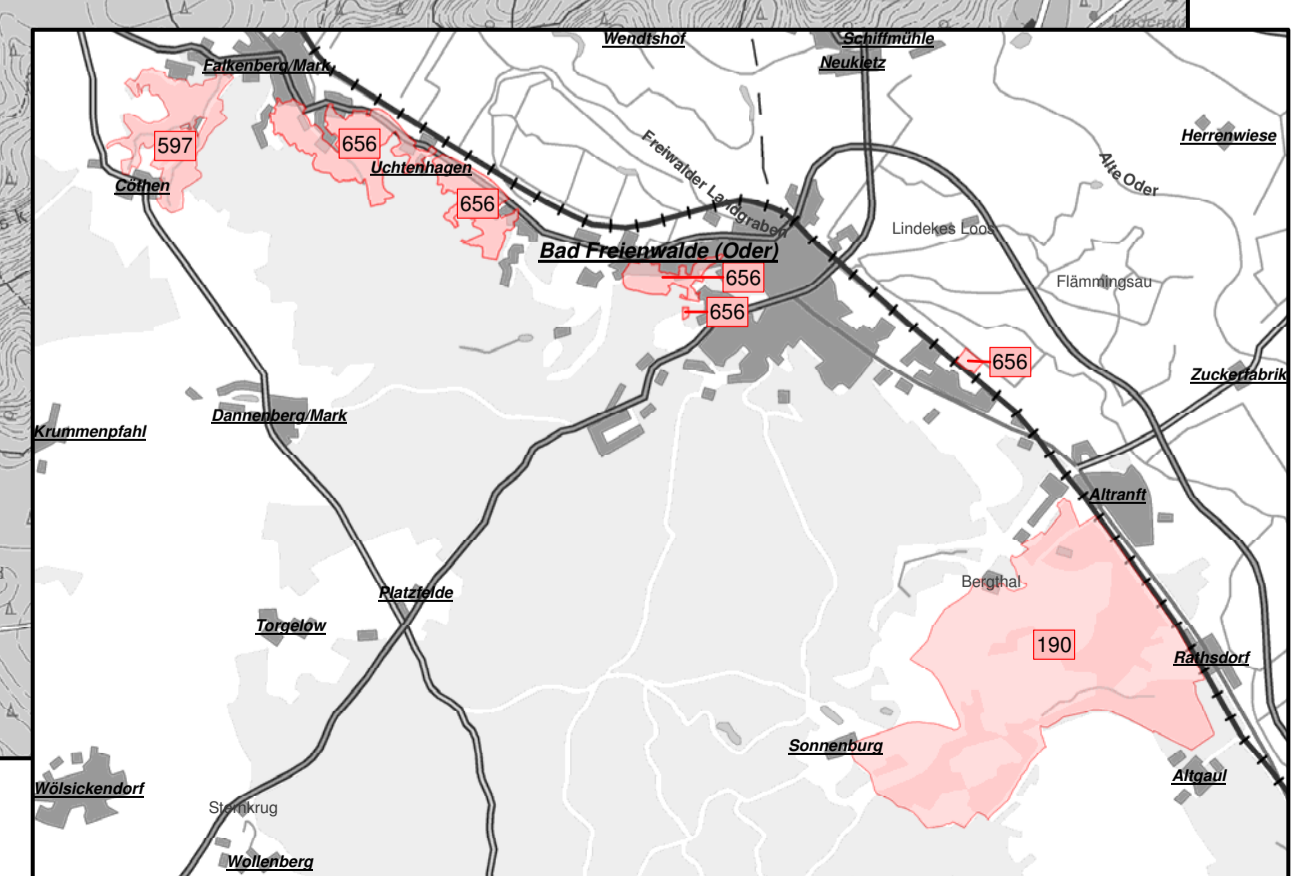 Wendtshof
Schiffmühle
Neukietz
Falkenberg/Mark
Herrenwiese
597
656
Uchtenhagen
Freiwalder Landgraben
Alte Oder
Cöthen
656
Lindekes Loos
Bad Freienwalde (Oder)
656
Flämmingsau
656
656
Zuckerfabrik
Dannenberg/Mark
Krummenpfahl
Altranft
Bergthal
Platzfelde
Torgelow
190
Rathsdorf
Sonnenburg
Altgaul
Wölsickendorf
Sternkrug
Wollenberg